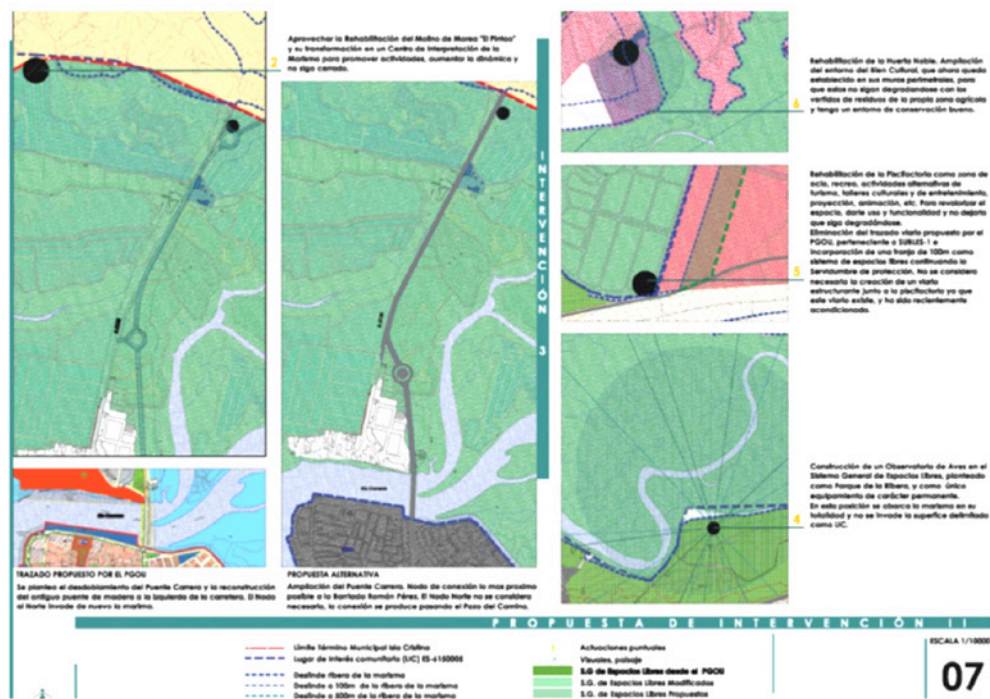 2
Aprovechar la Rehabilitación del Molino de Marea "El Pintao"
y su transformación en un Centro de Interpretación de la
Marisma para promover actividades, aumentar la dinámica y
no siga cerrado.
INTERVENCIÓN 3
6
Rehabilitación de la Huerta Noble. Ampliación
del entorno del Bien Cultural, que ahora queda
establecido en sus muros perimetrales, para
que estos no sigan degradandose con los
vertidos de residuos de la propia zona agrícola
y tenga un entorno de conservación bueno.
5
Rehabilitación de la Piscifactoria como zona de
ocio, recreo, actividades alternativas de
turismo, talleres culturales y de entretenimiento,
proyección, animación, etc. Para revalorizar el
espacio, darle uso y funcionalidad y no dejarlo
que siga degradándose.
Eliminación del trazado viario propuesto por el
PGOU, perteneciente a SUBLES-1 e
incorporación de una franja de 100m como
sistema de espacios libres continuando la
Servidumbre de protección. No se considera
necesaria la creación de un viario
estructurante junto a la piscifactoria ya que
este viario existe, y ha sido recientemente
acondicionado.
4
Construcción de un Observatorio de Aves en el
Sistema General de Espacios Libres, planteado
como Parque de la Ribera, y como único
equipamiento de carácter permanente.
En esta posición se abarca la marisma en su
totalidad y no se invade la superfice delimitada
como LIC.
TRAZADO PROPUESTO POR EL PGOU
Se plantea el desdoblamiento del Puente Carrera y la reconstrucción
del antiguo puente de madera a la izquierda de la carretera. El Nodo
al Norte invade de nuevo la marisma.
PROPUESTA ALTERNATIVA
Ampliación del Puente Carrera. Nodo de conexión lo mas proximo
posible a la Barriada Román Pérez. El Nodo Norte no se considera
necesario, la conexión se produce pasando el Pozo del Camino.
PROPUESTA DE INTERVENCIÓN II
Límite Término Municipal Isla Cristina
Lugar de interés comunitario (LIC) ES-6150005
Deslinde ribera de la marisma
Deslinde a 100m de la ribera de la marisma
Deslinde a 500m de la ribera de la marisma
Actuaciones puntuales
Visuales, paisaje
S.G de Espacios Libres desde el PGOU
S.G. de Espacios Libres Modificados
S.G. de Espacios Libres Propuestos
ESCALA 1/10000
07